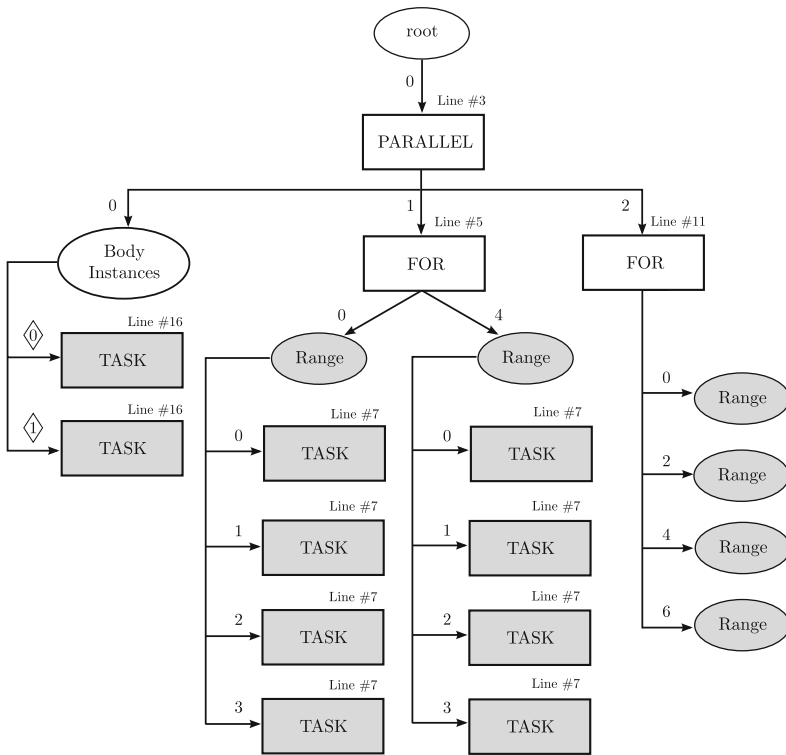 root
0
Line #3
PARALLEL
0
1
2
Line #5
Line #11
Body
Instances
FOR
FOR
0
4
Line #16
0
TASK
Range
Range
0
Range
Line #16
1
TASK
Line #7
0
TASK
Line #7
0
TASK
2
Range
Line #7
1
TASK
Line #7
1
TASK
4
Range
Line #7
2
TASK
Line #7
2
TASK
6
Range
Line #7
3
TASK
Line #7
3
TASK